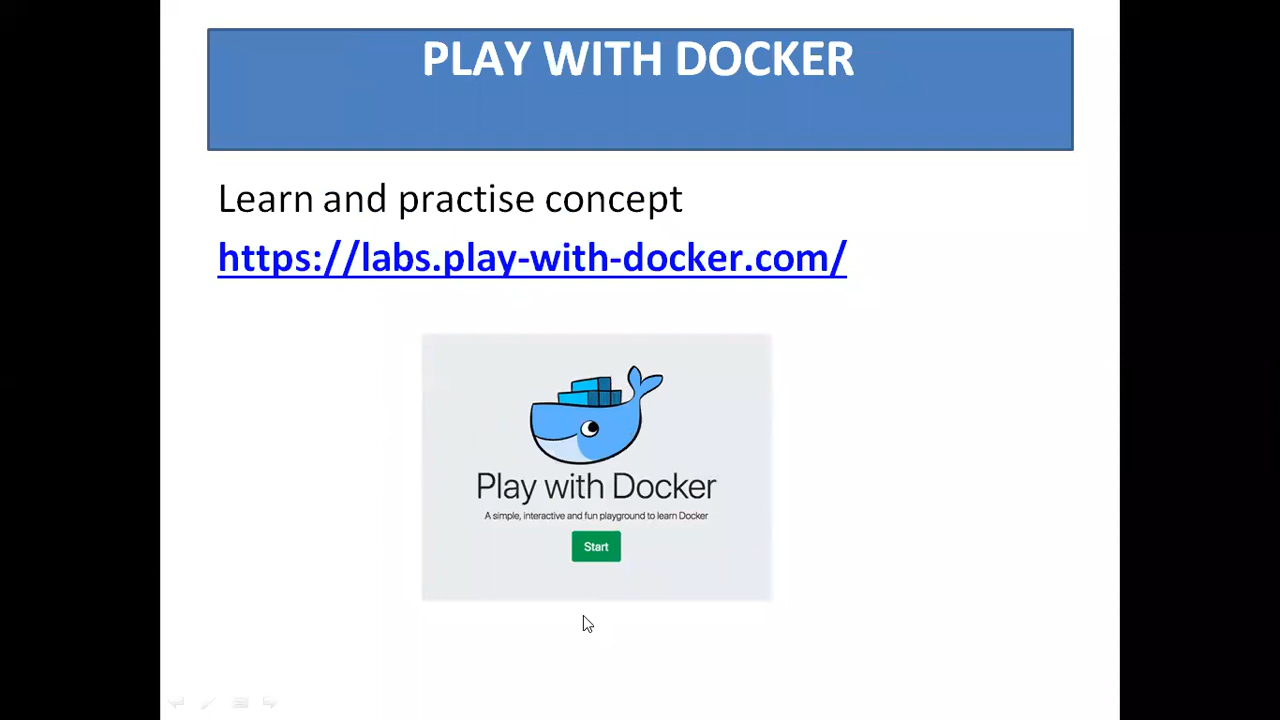 PLAY WITH DOCKER
Learn and practise concept
https://labs.play-with-docker.com/
Play with Docker
A simple, interactive and fun playground to learn Docker
Start